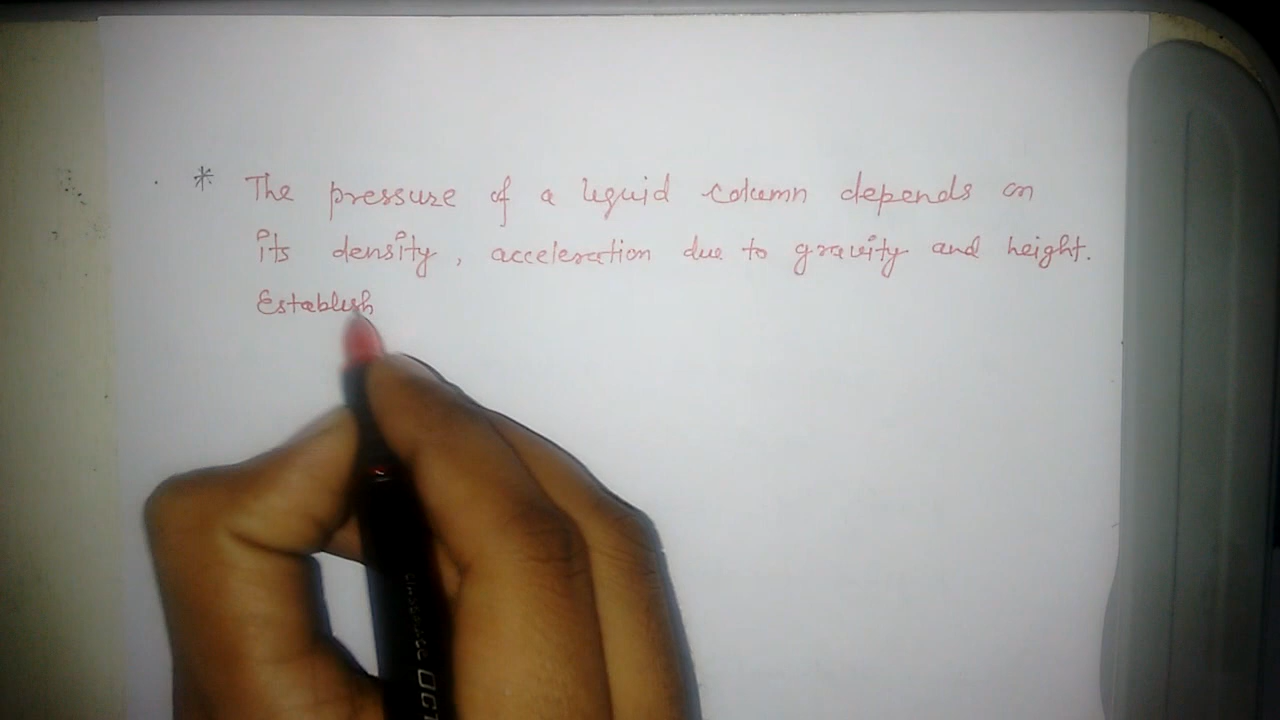 * The pressure of a liquid column depends on
its density, acceleration due to gravity and height.
Establish